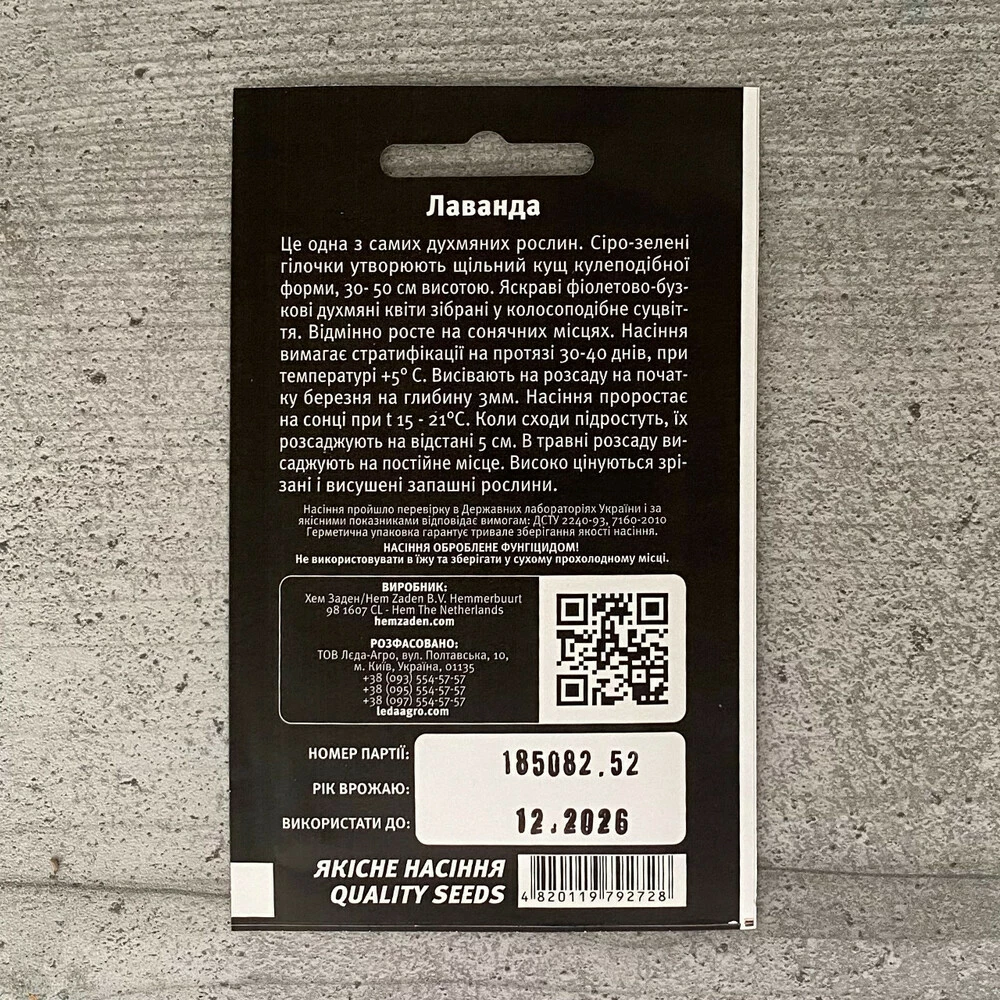 Лаванда
Це одна з самих духмяних рослин. Сіро-зелені
гілочки утворюють щільний кущ кулеподібної
форми, 30- 50 см висотою. Яскраві фіолетово-буз-
кові духмяні квіти зібрані у колосоподібне суцвіт-
тя. Відмінно росте на сонячних місцях. Насіння
вимагає стратифікації на протязі 30-40 днів, при
температурі +5° С. Висівають на розсаду на почат-
ку березня на глибину 3мм. Насіння проростає
на сонці при t 15 - 21°С. Коли сходи підростуть, їх
розсаджують на відстані 5 см. В травні розсаду ви-
саджують на постійне місце. Високо цінуються зрі-
зані і висушені запашні рослини.
Насіння пройшло перевірку в Державних лабораторіях України і за
якісними показниками відповідає вимогам: ДСТУ 2240-93, 7160-2010
Герметична упаковка гарантує тривале зберігання якості насіння.
НАСІННЯ ОБРОБЛЕНЕ ФУНГІЦИДОМ!
Не використовувати в їжу та зберігати у сухому прохолодному місці.
ВИРОБНИК:
Хем Заден/Hem Zaden B.V. Hemmerbuurt
98 1607 CL - Hem The Netherlands
hemzaden.com
РОЗФАСОВАНО:
ТОВ Лєда-Агро, вул. Полтавська, 10,
м. Київ, Україна, 01135
+38 (093) 554-57-57
+38 (095) 554-57-57
+38 (097) 554-57-57
ledaagro.com
НОМЕР ПАРТІЇ: 185082.52
РІК ВРОЖАЮ:
ВИКОРИСТАТИ ДО: 12.2026
ЯКІСНЕ НАСІННЯ
QUALITY SEEDS
4 820119 792728